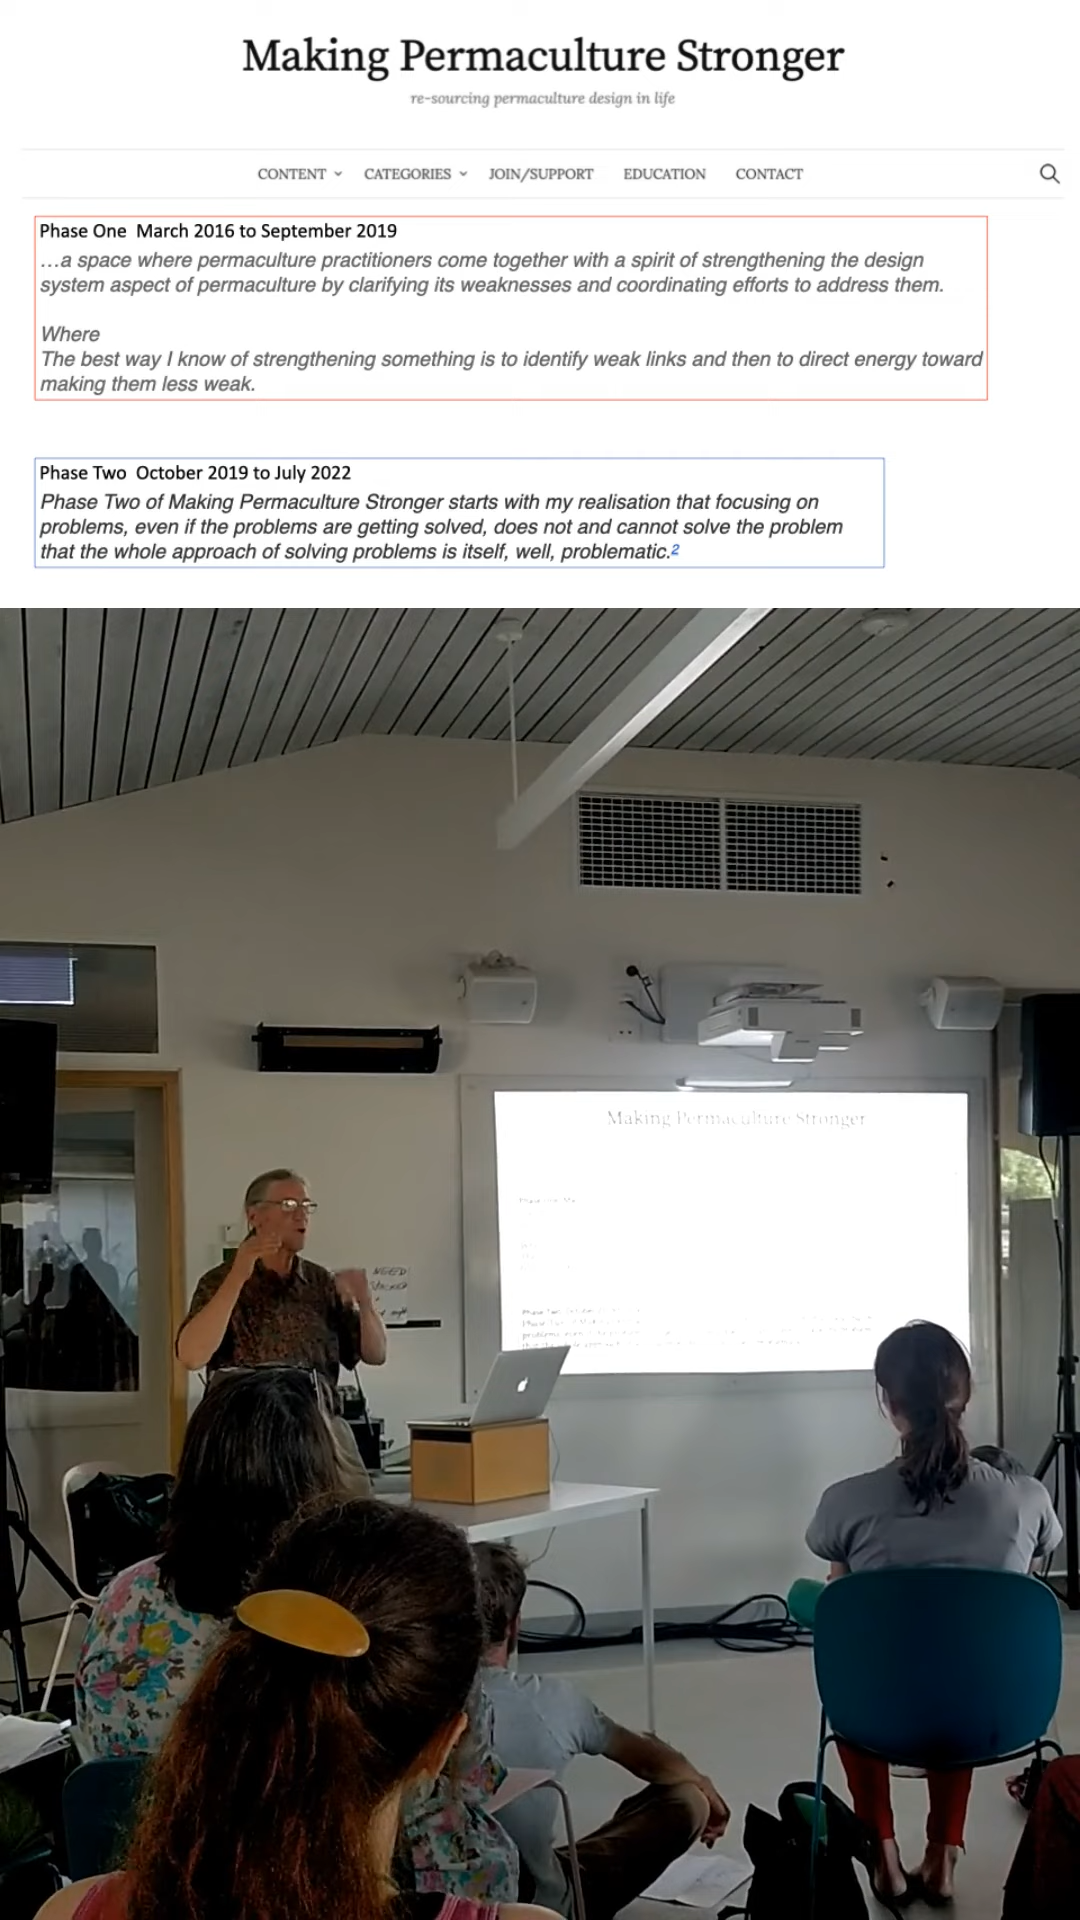 Making Permaculture Stronger
re-sourcing permaculture design in life
CONTENT CATEGORIES JOIN/SUPPORT EDUCATION CONTACT
Phase One March 2016 to September 2019
...a space where permaculture practitioners come together with a spirit of strengthening the design
system aspect of permaculture by clarifying its weaknesses and coordinating efforts to address them.
Where
The best way I know of strengthening something is to identify weak links and then to direct energy toward
making them less weak.
Phase Two October 2019 to July 2022
Phase Two of Making Permaculture Stronger starts with my realisation that focusing on
problems, even if the problems are getting solved, does not and cannot solve the problem
that the whole approach of solving problems is itself, well, problematic.2
Making Permaculture Stronger
NEED